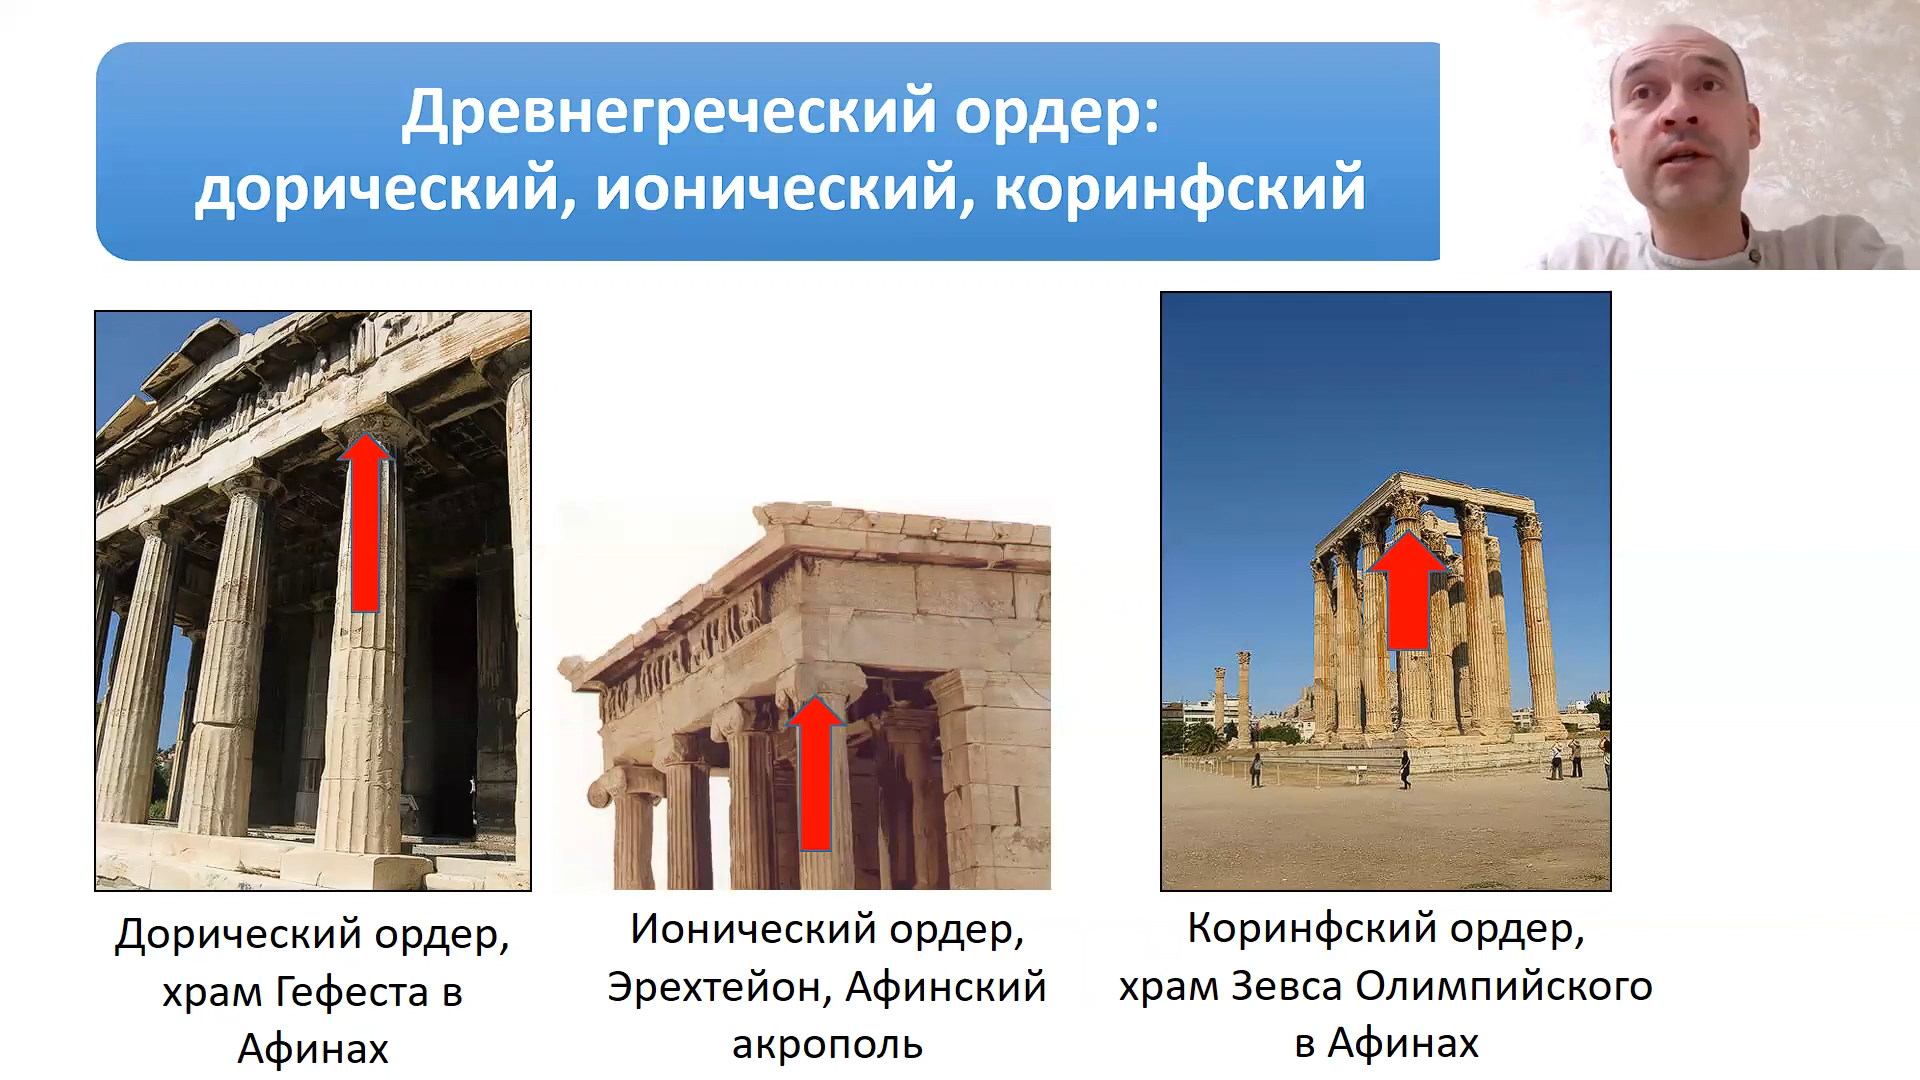 Древнегреческий ордер:
дорический, ионический, коринфский
Дорический ордер,
храм Гефеста в
Афинах
Ионический ордер,
Эрехтейон, Афинский
акрополь
Коринфский ордер,
храм Зевса Олимпийского
в Афинах